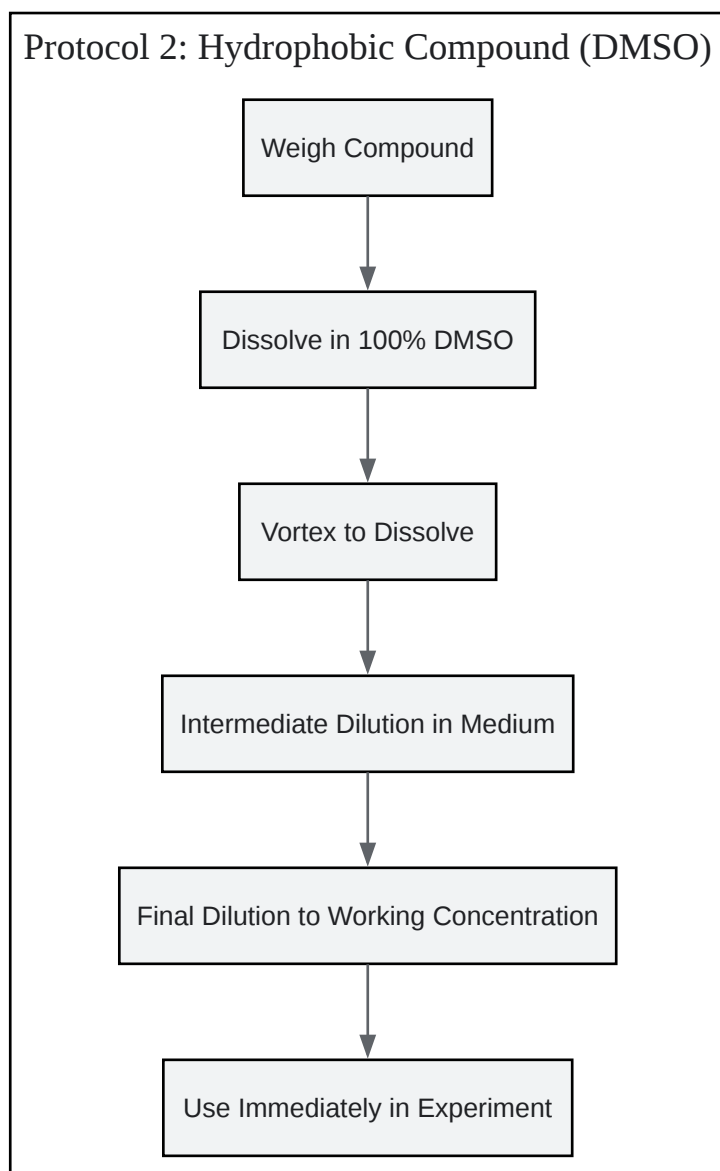 Protocol 2: Hydrophobic Compound (DMSO)
Weigh Compound
Dissolve in 100% DMSO
Vortex to Dissolve
Intermediate Dilution in Medium
Final Dilution to Working Concentration
Use Immediately in Experiment